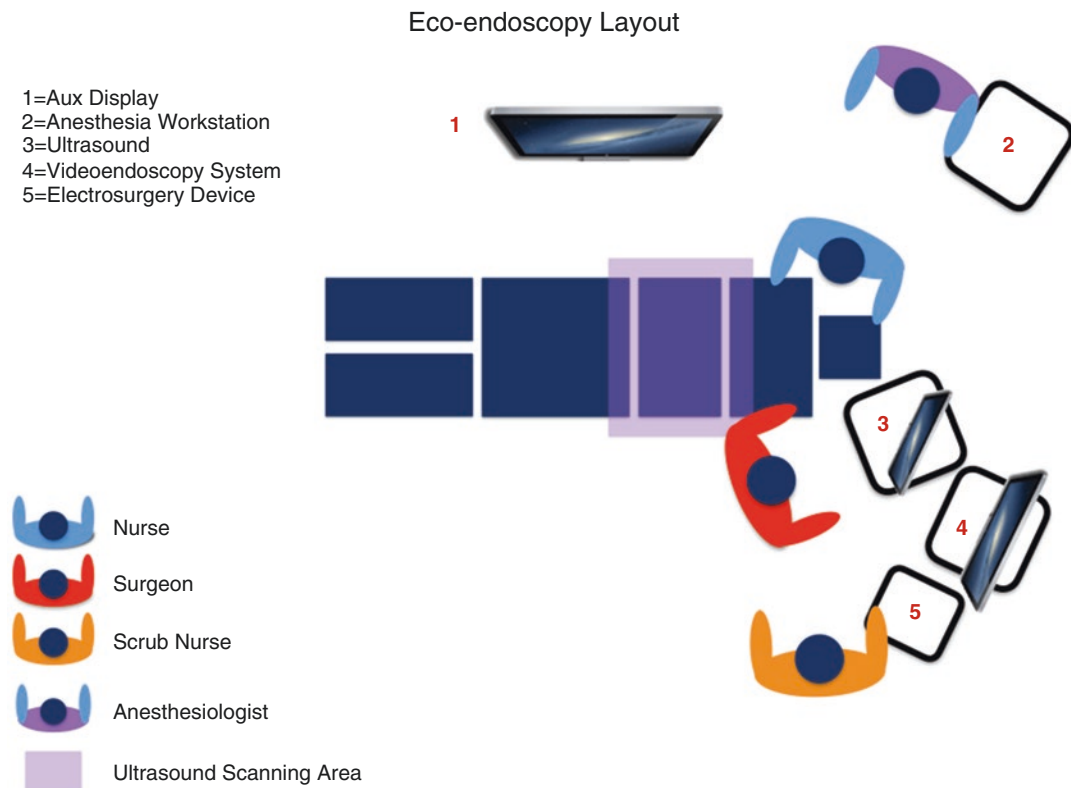 Eco-endoscopy Layout
1=Aux Display
2=Anesthesia Workstation
3=Ultrasound
4=Videoendoscopy System
5=Electrosurgery Device
1
2
3
4
5
Nurse
Surgeon
Scrub Nurse
Anesthesiologist
Ultrasound Scanning Area